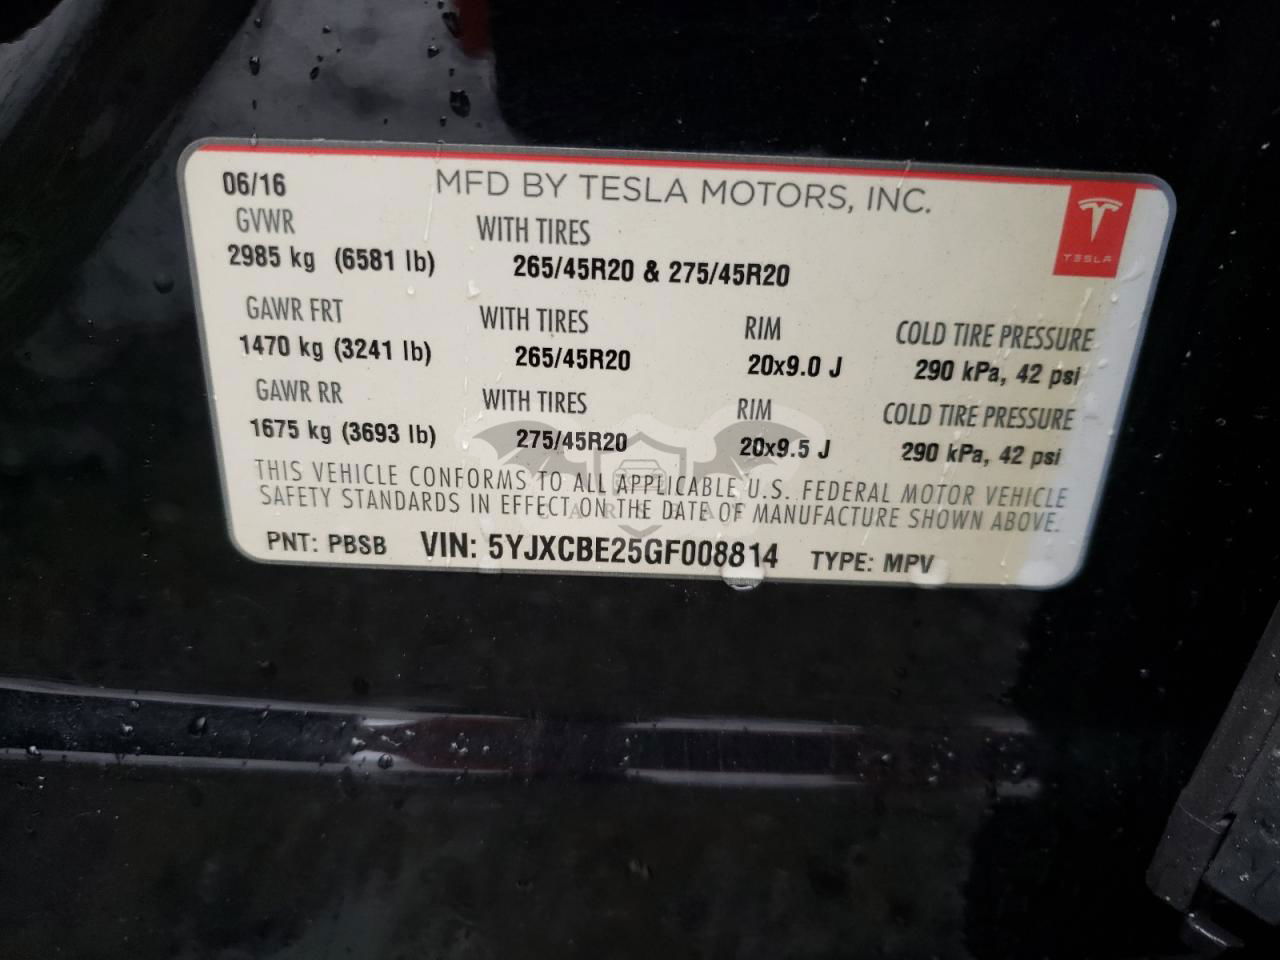 06/16 MFD BY TESLA MOTORS, INC.
TESLA
GVWR WITH TIRES
2985 kg (6581 lb) 265/45R20 & 275/45R20
GAWR FRT WITH TIRES RIM COLD TIRE PRESSURE
1470 kg (3241 lb) 265/45R20 20x9.0 J 290 kPa, 42 psi
GAWR RR WITH TIRES RIM COLD TIRE PRESSURE
1675 kg (3693 lb) 275/45R20 20x9.5 J 290 kPa, 42 psi
THIS VEHICLE CONFORMS TO ALL APPLICABLE U.S. FEDERAL MOTOR VEHICLE
SAFETY STANDARDS IN EFFECT ON THE DATE OF MANUFACTURE SHOWN ABOVE.
PNT: PBSB VIN: 5YJXCBE25GF008814 TYPE: MPV